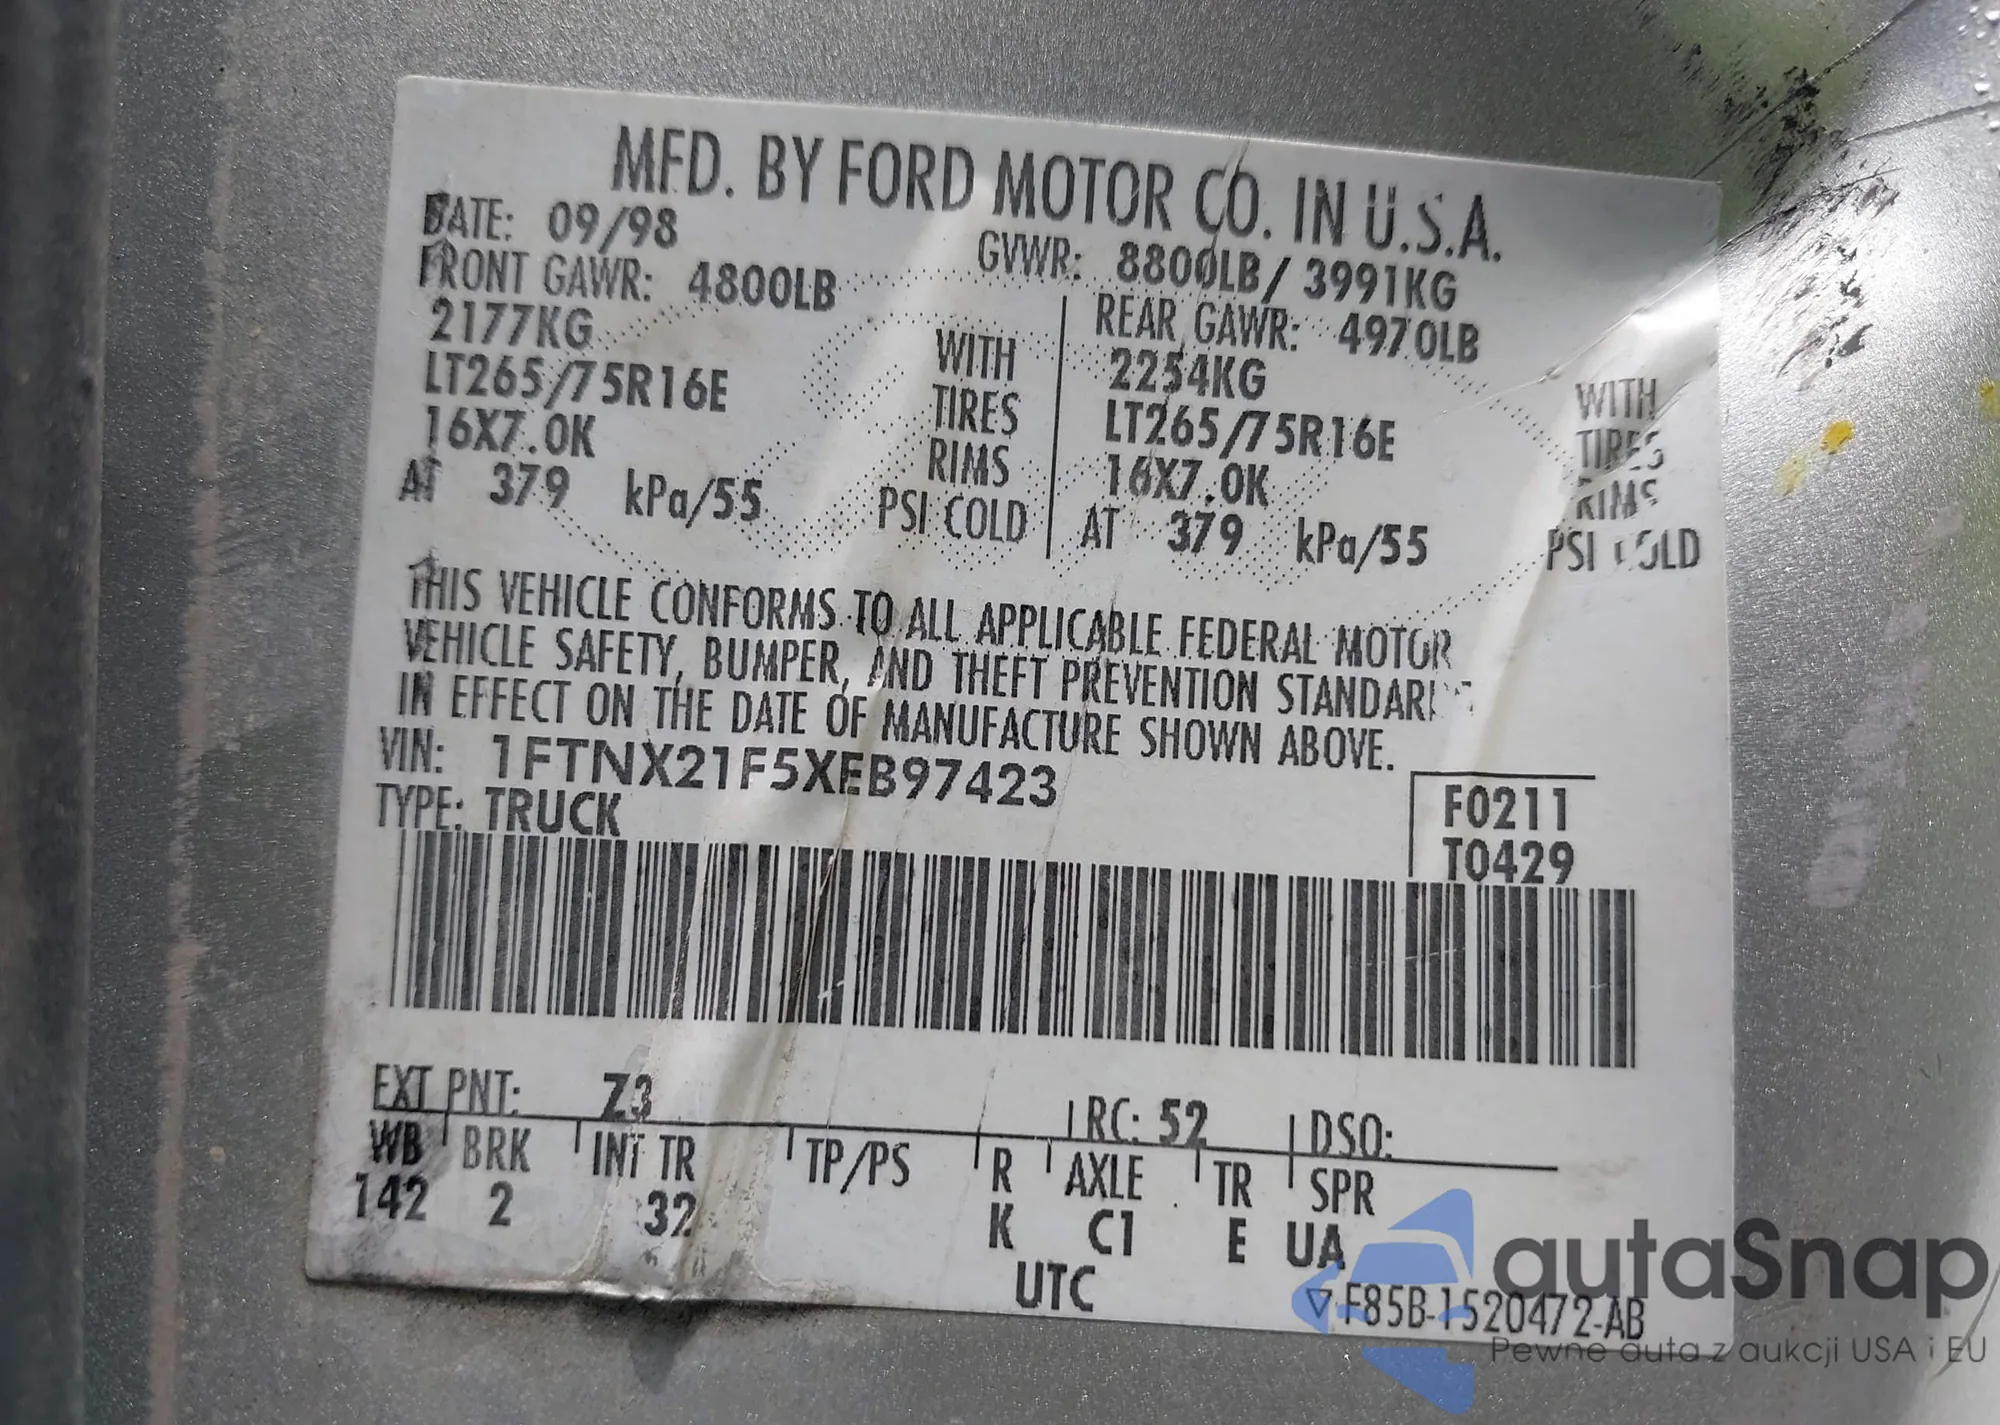 MFD. BY FORD MOTOR CO. IN U.S.A.
DATE: 09/98 GVWR: 8800LB/3991KG
FRONT GAWR: 4800LB REAR GAWR: 4970LB
2177KG WITH 2254KG WITH
LT265/75R16E TIRES LT265/75R16E TIRES
16X7.0K RIMS 16X7.0K RIMS
AT 379 kPa/55 PSI COLD AT 379 kPa/55 PSI COLD
THIS VEHICLE CONFORMS TO ALL APPLICABLE FEDERAL MOTOR
VEHICLE SAFETY, BUMPER, AND THEFT PREVENTION
IN EFFECT ON THE DATE OF MANUFACTURE SHOWN ABOVE.
VIN: 1FTNX21F5XEB97423
TYPE: TRUCK
F0211
T0429
EXT PNT: Z3 RC: 52 DSO:
WB BRK INT TR TP/PS R AXLE TR SPR
142 2 32 K C1 E UA
UTC
▽ F85B-1520472-AB
autaSnap
Pewne auta z aukcji USA i EU